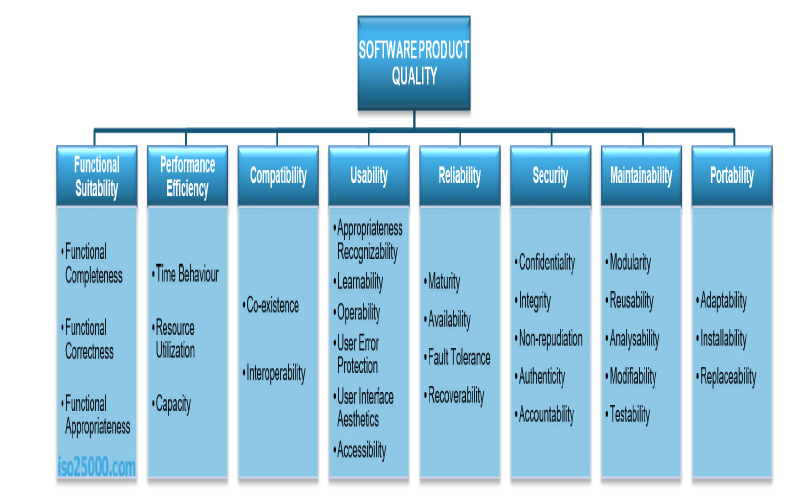 SOFTWARE PRODUCT
QUALITY
Functional
Suitability
•Functional
Completeness
•Functional
Correctness
•Functional
Appropriateness
iso25000.com
Performance
Efficiency
•Time Behaviour
•Resource
Utilization
•Capacity
Compatibility
•Co-existence
•Interoperability
Usability
•Appropriateness
Recognizability
•Learnability
•Operability
•User Error
Protection
•User Interface
Aesthetics
•Accessibility
Reliability
•Maturity
•Availability
•Fault Tolerance
•Recoverability
Security
•Confidentiality
•Integrity
•Non-repudiation
•Authenticity
•Accountability
Maintainability
•Modularity
•Reusability
•Analysability
•Modifiability
•Testability
Portability
•Adaptability
•Installability
•Replaceability